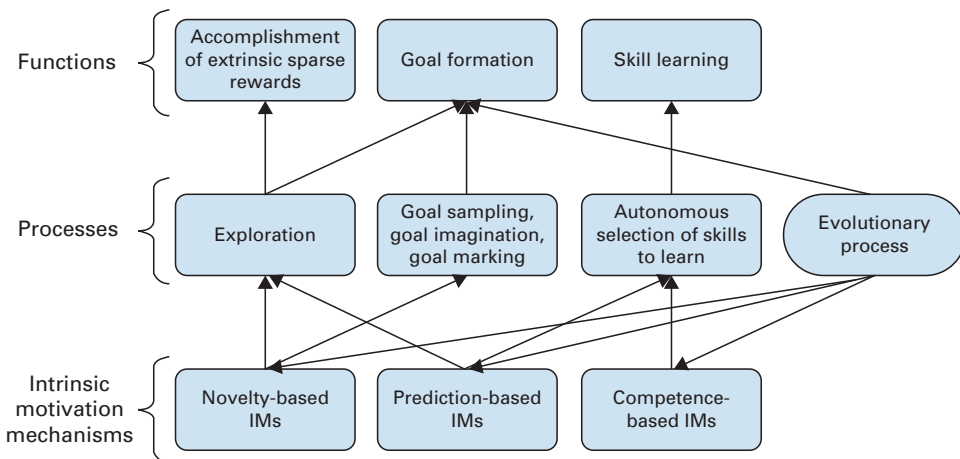 Functions
Accomplishment
of extrinsic sparse
rewards
Goal formation
Skill learning
Processes
Exploration
Goal sampling,
goal imagination,
goal marking
Autonomous
selection of skills
to learn
Evolutionary
process
Intrinsic
motivation
mechanisms
Novelty-based
IMs
Prediction-based
IMs
Competence-
based IMs